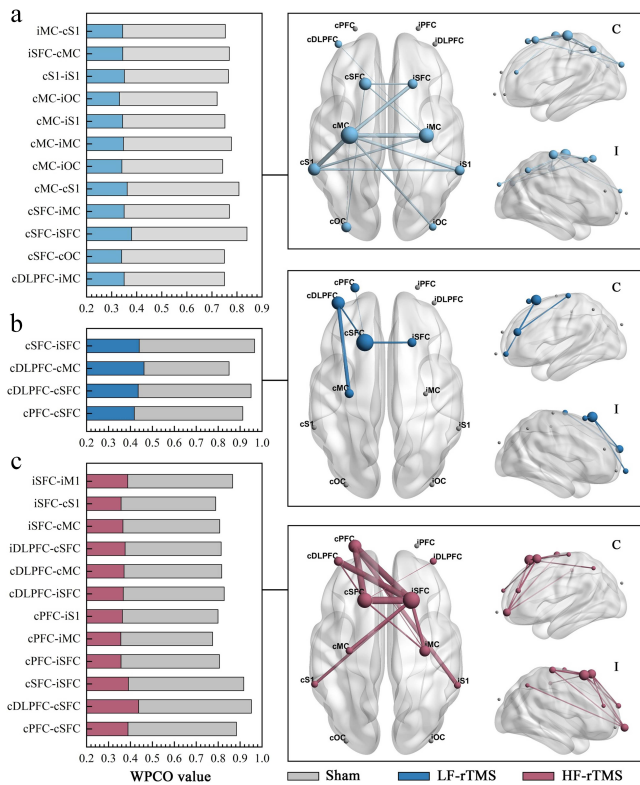 a
iMC-cS1
iSFC-cMC
cS1-iS1
cMC-iOC
cMC-iS1
cMC-iMC
cMC-iOC
cMC-cS1
cSFC-iMC
cSFC-iSFC
cSFC-cOC
cDLPFC-iMC
0.2 0.3 0.4 0.5 0.6 0.7 0.8 0.9
cPFC iPFC
cDLPFC iDLPFC
cSFC iSFC
cMC iMC
cS1 iS1
cOC iOC
C
I
b
cSFC-iSFC
cDLPFC-cMC
cDLPFC-cSFC
cPFC-cSFC
0.2 0.3 0.4 0.5 0.6 0.7 0.8 0.9 1.0
cPFC iPFC
cDLPFC iDLPFC
cSFC iSFC
cMC iMC
cS1 iS1
cOC iOC
C
I
c
iSFC-iM1
iSFC-cS1
iSFC-cMC
iDLPFC-cSFC
cDLPFC-cMC
cDLPFC-iSFC
cPFC-iS1
cPFC-iMC
cPFC-iSFC
cSFC-iSFC
cDLPFC-cSFC
cPFC-cSFC
0.2 0.3 0.4 0.5 0.6 0.7 0.8 0.9 1.0
WPCO value
cPFC iPFC
cDLPFC iDLPFC
cSFC iSFC
cMC iMC
cS1 iS1
cOC iOC
C
I
Sham LF-rTMS HF-rTMS